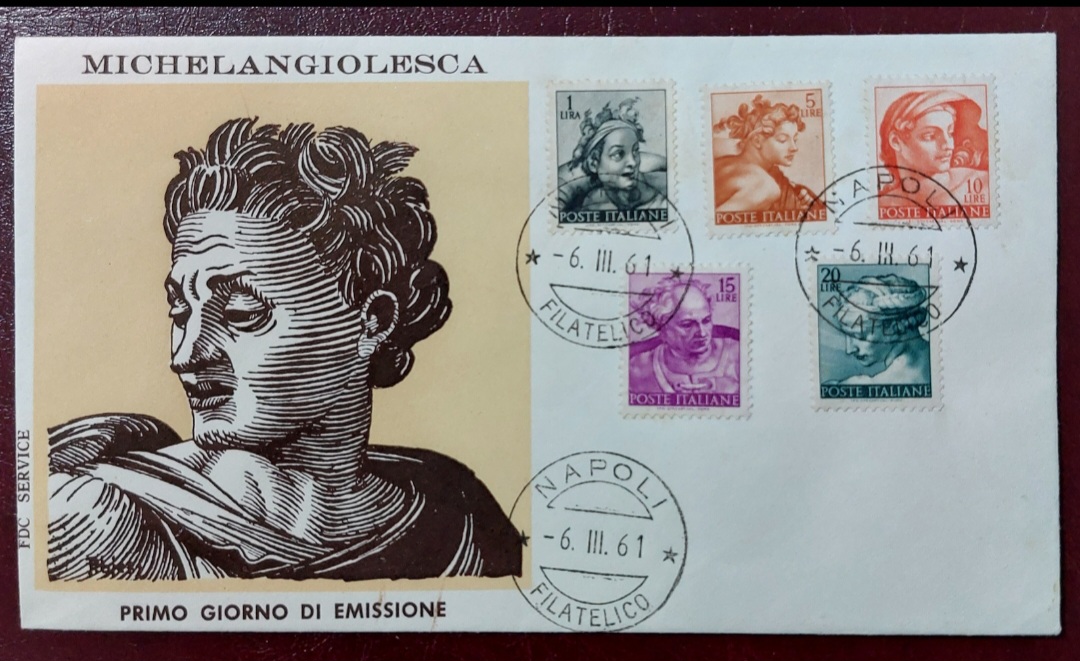 MICHELANGIOLESCA
1
LIRA
POSTE ITALIANE
5
LIRE
POSTE ITALIANE
10
LIRE
POSTE ITALIANE
15
LIRE
POSTE ITALIANE
20
LIRE
POSTE ITALIANE
NAPOLI
-6. III. 61
FILATELICO
NAPOLI
-6. III. 61
FILATELICO
NAPOLI
-6. III. 61
FILATELICO
FDC SERVICE
PRIMO GIORNO DI EMISSIONE